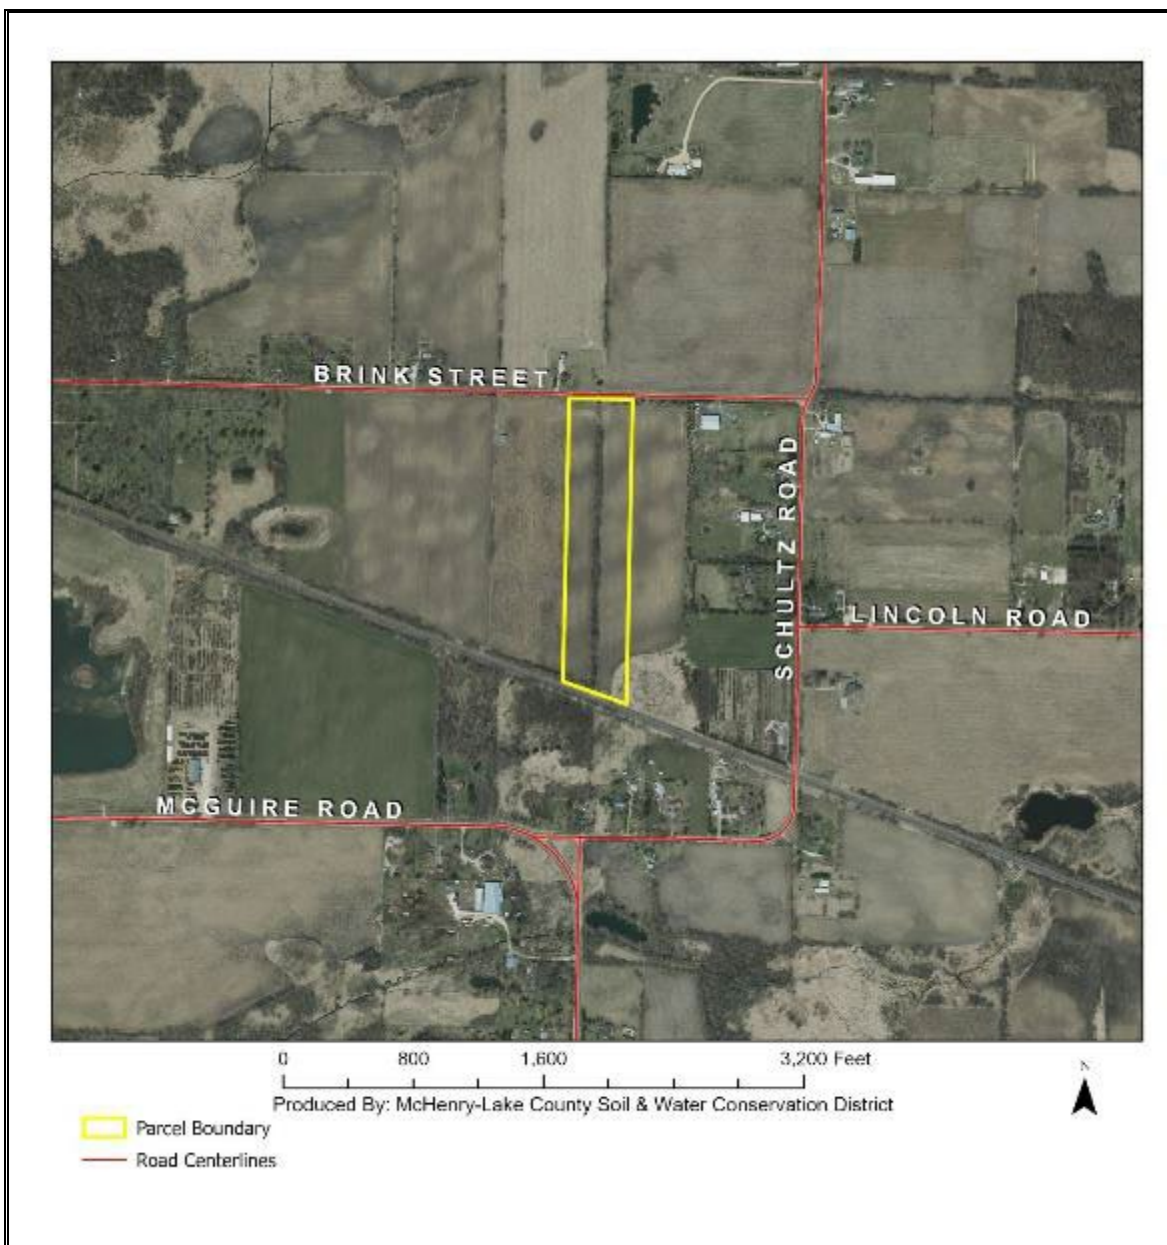 BRINK STREET
SCHULTZ ROAD
LINCOLN ROAD
MCGUIRE ROAD
0 800 1,600 3,200 Feet
N
Produced By: McHenry-Lake County Soil & Water Conservation District
Parcel Boundary
Road Centerlines